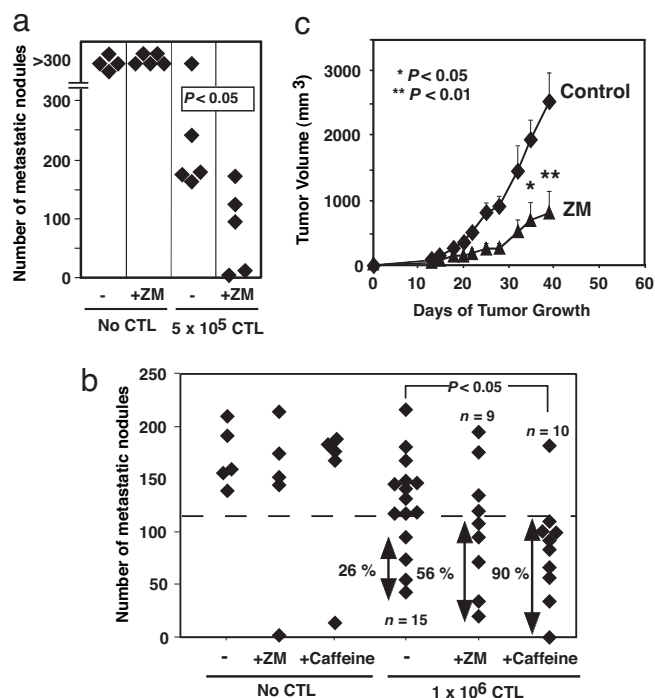 a
Number of metastatic nodules
>300
300
200
100
0
P < 0.05
- +ZM - +ZM
No CTL 5 x 10⁵ CTL
c
Tumor Volume (mm³)
3000
2000
1000
0
* P < 0.05
** P < 0.01
Control
* **
ZM
0 10 20 30 40 50 60
Days of Tumor Growth
b
Number of metastatic nodules
250
200
150
100
50
0
P < 0.05
n = 9
n = 10
26 % 56 % 90 %
n = 15
- +ZM +Caffeine - +ZM +Caffeine
No CTL 1 x 10⁶ CTL